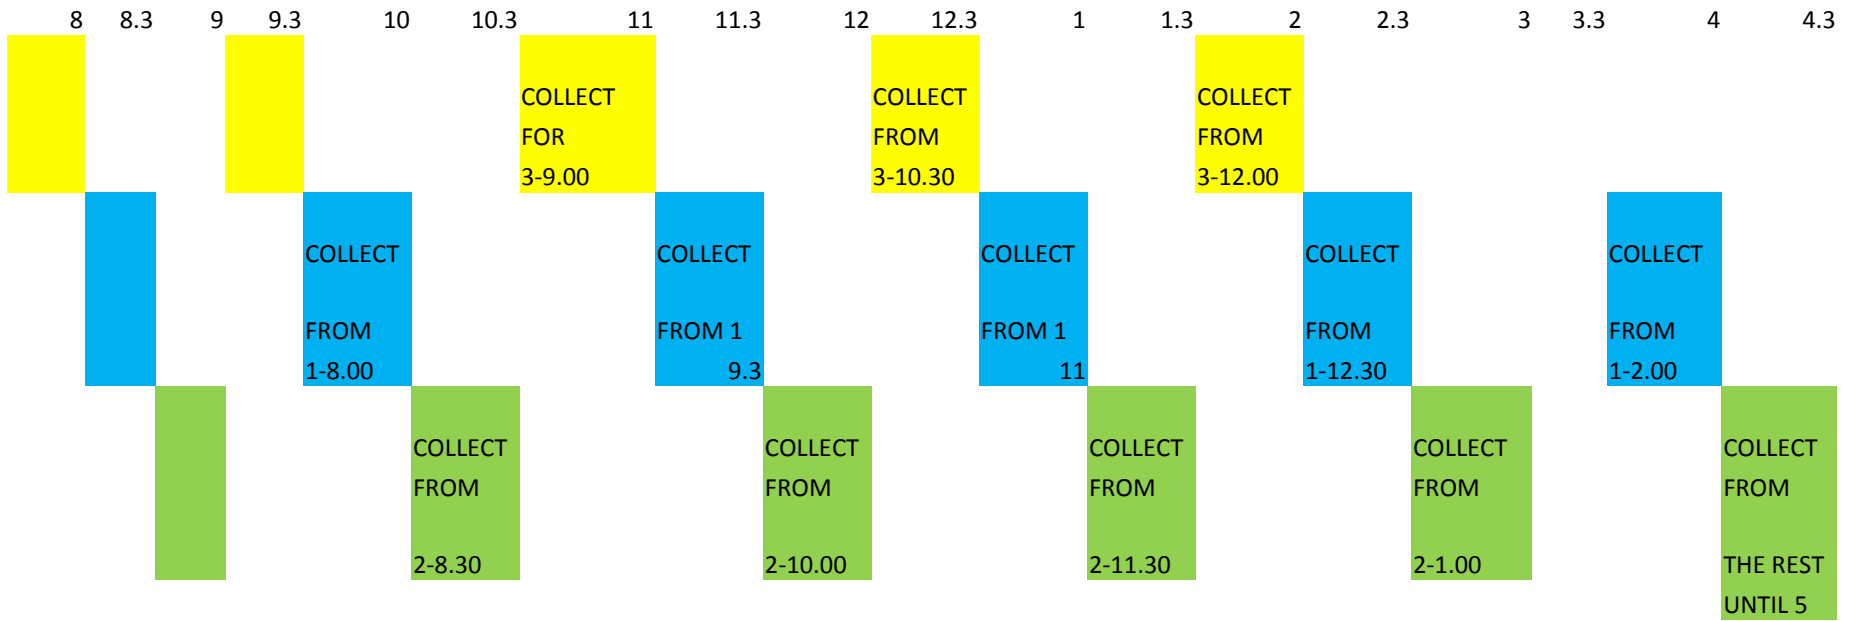 8 8.3 9 9.3 10 10.3 11 11.3 12 12.3 1 1.3 2 2.3 3 3.3 4 4.3
COLLECT COLLECT COLLECT
FOR FROM FROM
3-9.00 3-10.30 3-12.00
COLLECT COLLECT COLLECT COLLECT COLLECT
FROM FROM 1 FROM 1 FROM FROM
1-8.00 9.3 11 1-12.30 1-2.00
COLLECT COLLECT COLLECT COLLECT COLLECT
FROM FROM FROM FROM FROM
2-8.30 2-10.00 2-11.30 2-1.00 THE REST
UNTIL 5